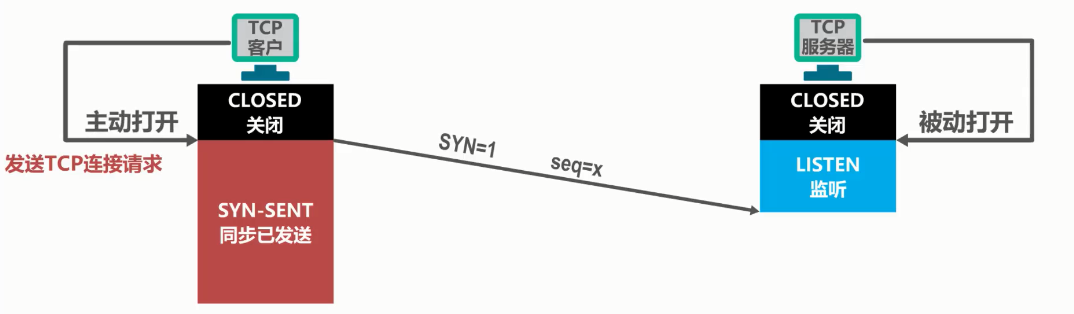 TCP
客户
TCP
服务器
CLOSED
关闭
CLOSED
关闭
主动打开
被动打开
发送TCP连接请求
SYN=1
seq=x
LISTEN
监听
SYN-SENT
同步已发送